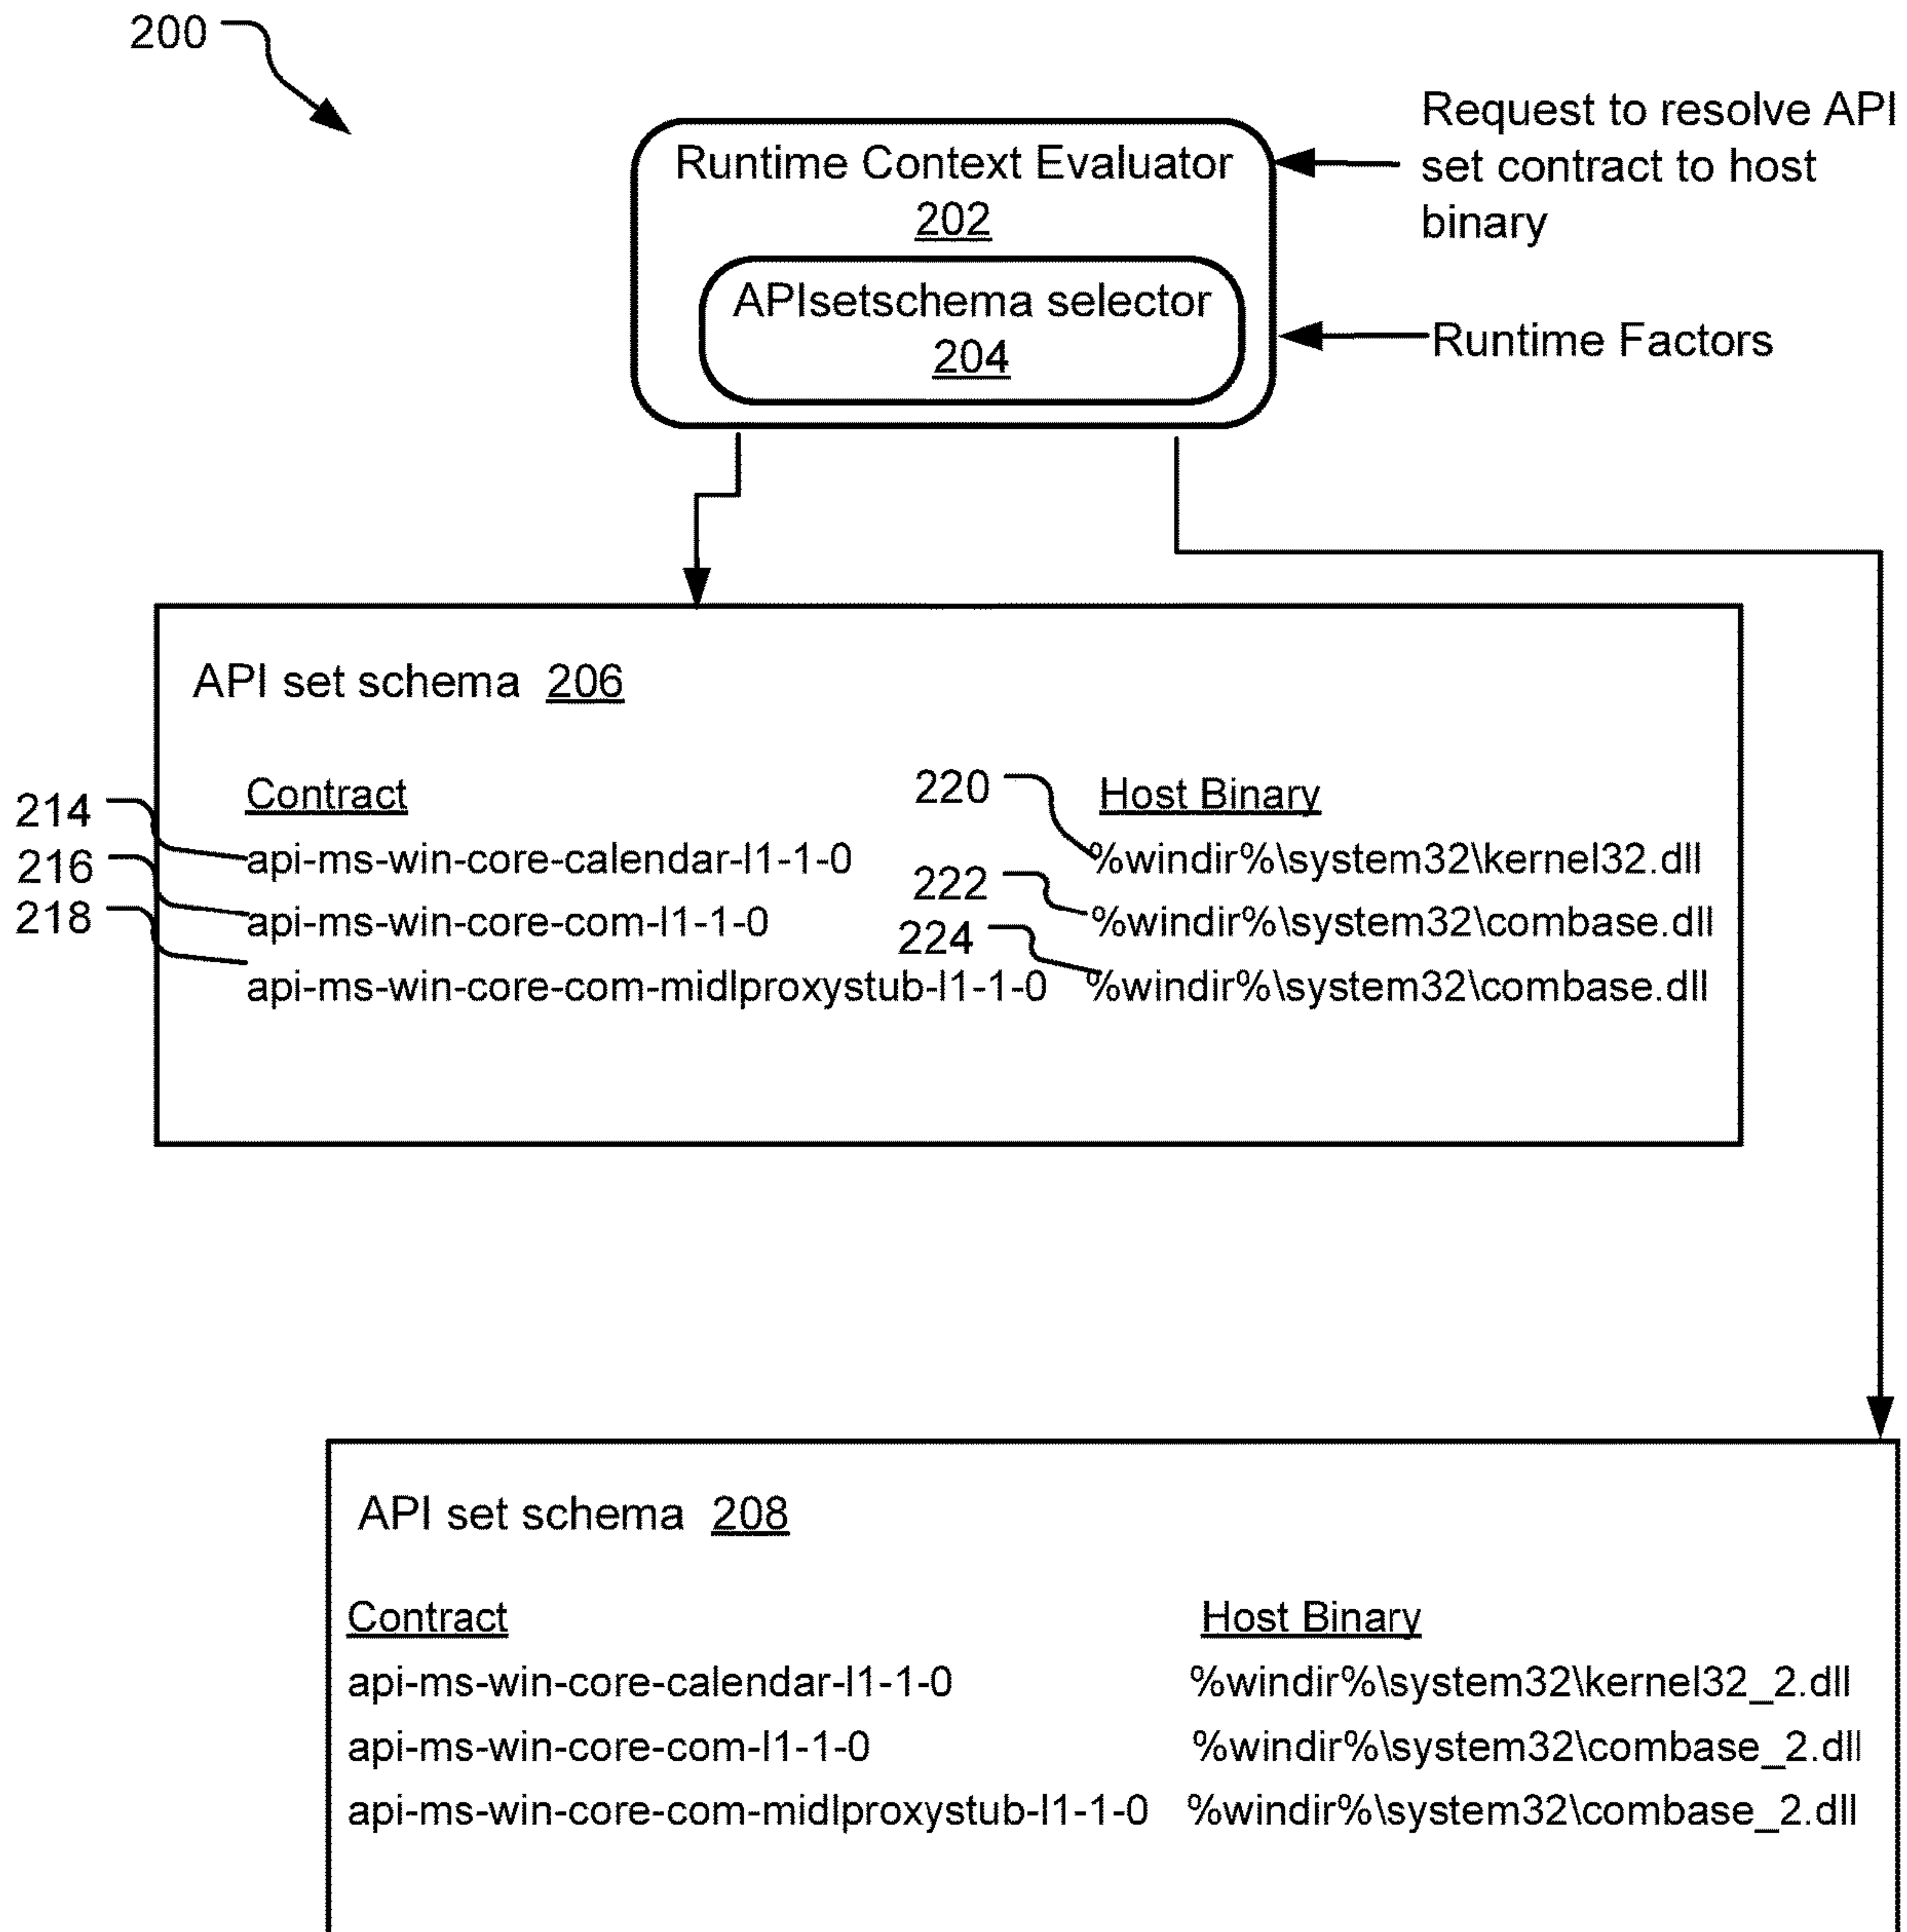 200
Runtime Context Evaluator
202
APIsetschema selector
204
Request to resolve API
set contract to host
binary
Runtime Factors
API set schema 206
Contract
220
Host Binary
214
api-ms-win-core-calendar-l1-1-0
%windir%\system32\kernel32.dll
216
222
api-ms-win-core-com-l1-1-0
%windir%\system32\combase.dll
218
224
api-ms-win-core-com-midlproxystub-l1-1-0
%windir%\system32\combase.dll
API set schema 208
Contract
Host Binary
api-ms-win-core-calendar-l1-1-0
%windir%\system32\kernel32_2.dll
api-ms-win-core-com-l1-1-0
%windir%\system32\combase_2.dll
api-ms-win-core-com-midlproxystub-l1-1-0
%windir%\system32\combase_2.dll